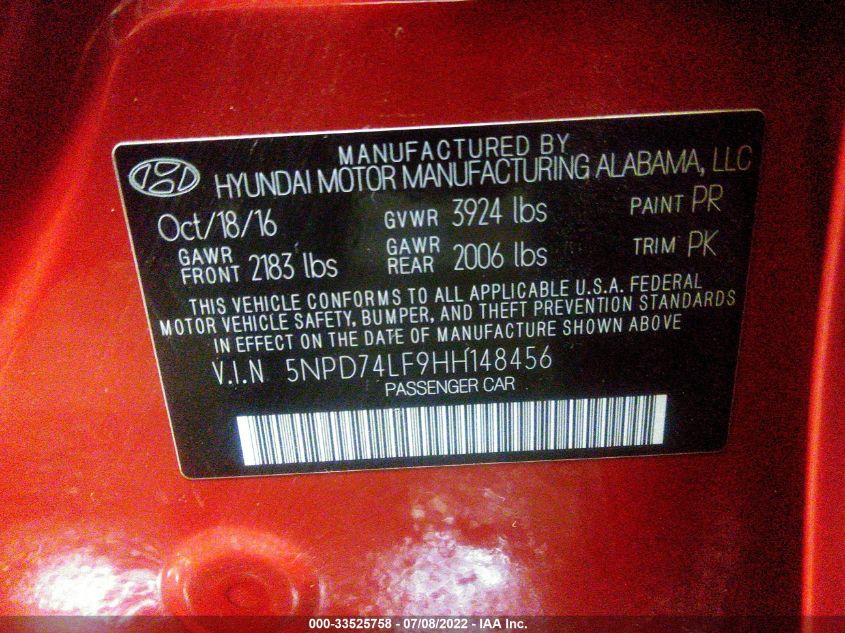 MANUFACTURED BY
HYUNDAI MOTOR MANUFACTURING ALABAMA, LLC
Oct/18/16 GVWR 3924 lbs PAINT PR
GAWR FRONT 2183 lbs GAWR REAR 2006 lbs TRIM PK
THIS VEHICLE CONFORMS TO ALL APPLICABLE U.S.A. FEDERAL
MOTOR VEHICLE SAFETY, BUMPER, AND THEFT PREVENTION STANDARDS
IN EFFECT ON THE DATE OF MANUFACTURE SHOWN ABOVE
V.I.N 5NPD74LF9HH148456
PASSENGER CAR
000-33525758 - 07/08/2022 - IAA Inc.